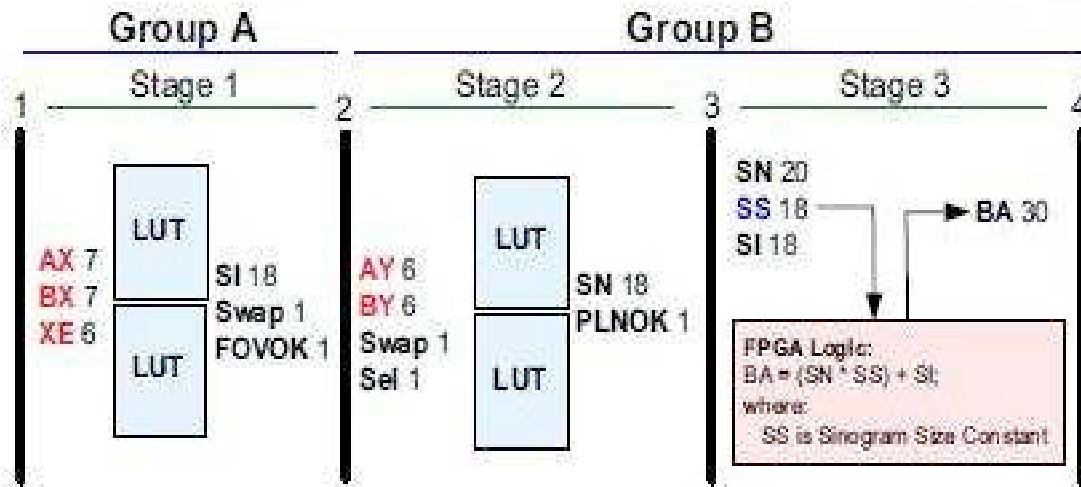 Group A
Group B
Stage 1
Stage 2
Stage 3
1
2
3
4
LUT
LUT
AX 7
BX 7
XE 6
SI 18
Swap 1
FOVOK 1
LUT
LUT
AY 6
BY 6
Swap 1
Sel 1
SN 18
PLNOK 1
SN 20
SS 18
SI 18
BA 30
FPGA Logic:
BA = (SN * SS) + SI;
where:
SS is Sinogram Size Constant